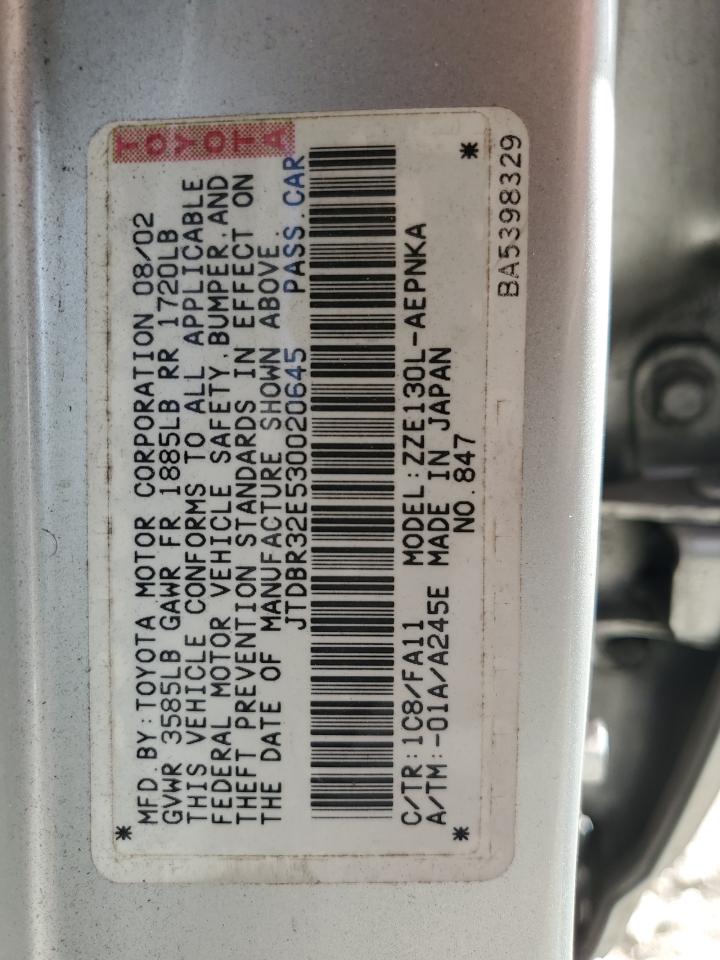 TOYOTA
MFD. BY: TOYOTA MOTOR CORPORATION 08/02
GVWR 3585LB GAWR FR 1885LB RR 1720LB
THIS VEHICLE CONFORMS TO ALL APPLICABLE
FEDERAL MOTOR VEHICLE SAFETY, BUMPER, AND
THEFT PREVENTION STANDARDS IN EFFECT ON
THE DATE OF MANUFACTURE SHOWN ABOVE.
JTDBR32E530020645 PASS. CAR
C/TR: 1C8/FA11 MODEL: ZZE130L-AEPNKA
A/TM: -01A/A245E MADE IN JAPAN
* NO. 847 *
BA5398329